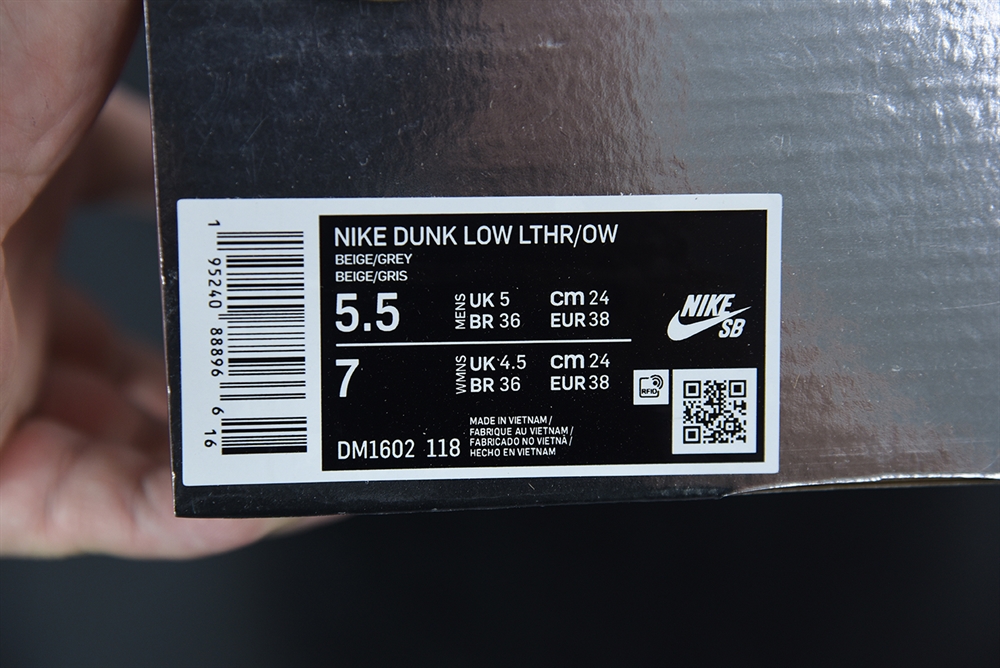 NIKE DUNK LOW LTHR/OW
BEIGE/GREY
BEIGE/GRIS
5.5 MENS UK 5 cm 24
BR 36 EUR 38
7 WMNS UK 4.5 cm 24
BR 36 EUR 38
NIKE
SB
RFID
DM1602 118
MADE IN VIETNAM /
FABRIQUE AU VIETNAM /
FABRICADO NO VIETNÃ /
HECHO EN VIETNAM
1 95240 88896 6 16